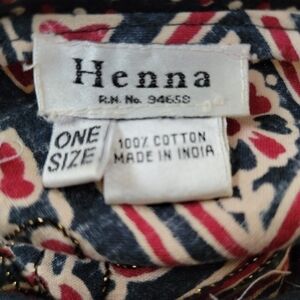 Henna
R.N. No. 94658
ONE
SIZE
100% COTTON
MADE IN INDIA